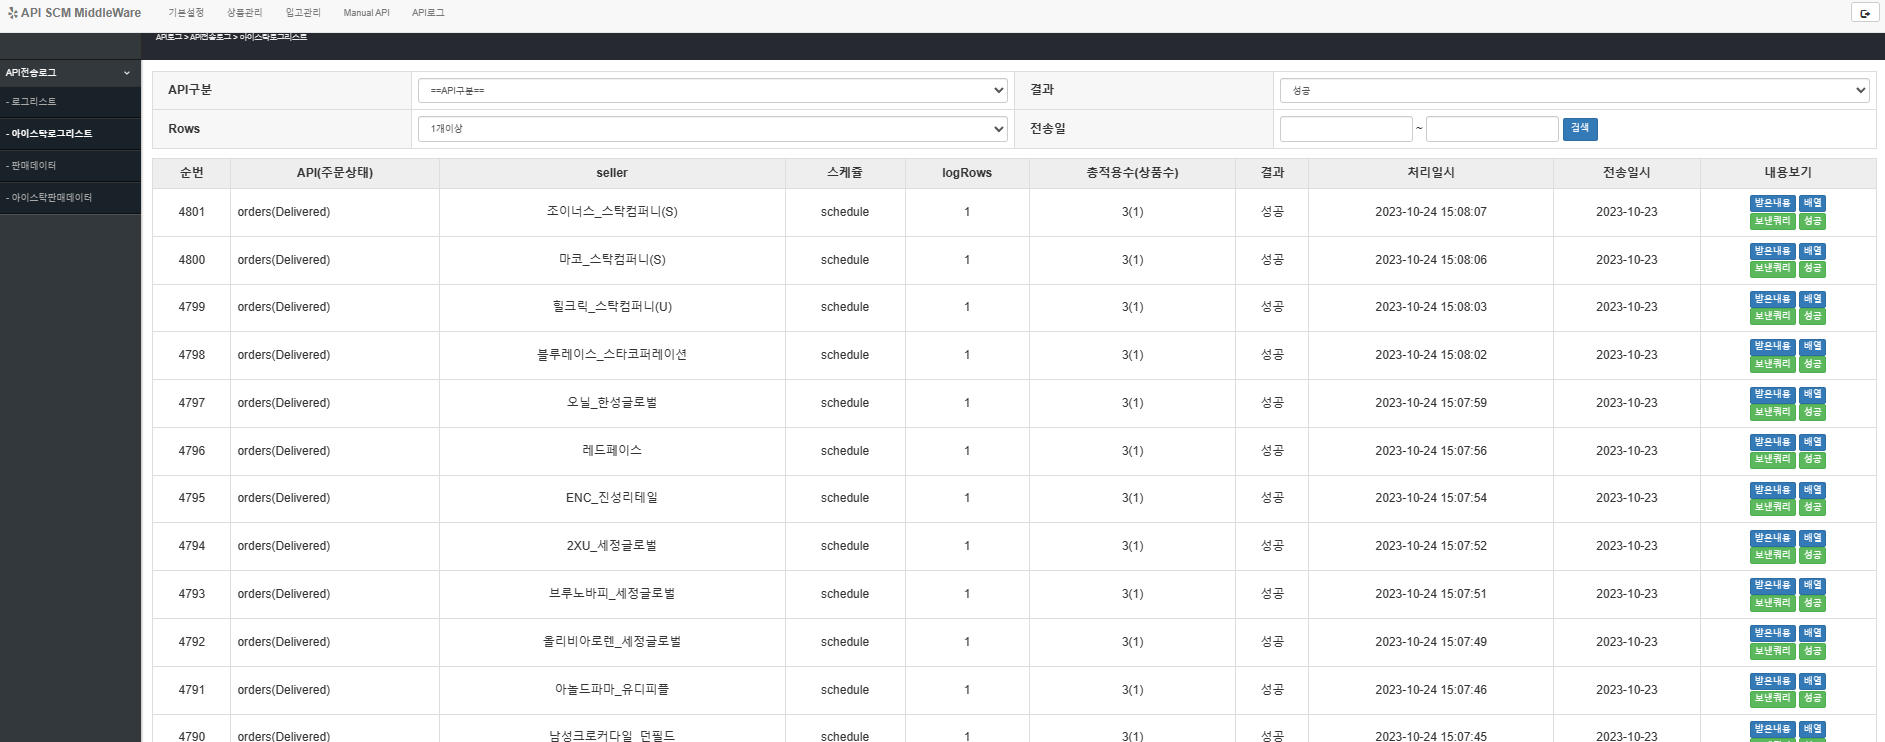 API SCM MiddleWare 기본설정 상품관리 입고관리 Manual API API로그
API로그 > API전송로그 > 아이스탁로그리스트
API전송로그
- 로그리스트
- 아이스탁로그리스트
- 판매데이터
- 아이스탁판매데이터
API구분 ==API구분== 결과 성공
Rows 1개이상 전송일 ~ 검색
순번 API(주문상태) seller 스케쥴 logRows 총적용수(상품수) 결과 처리일시 전송일시 내용보기
4801 orders(Delivered) 조이너스_스탁컴퍼니(S) schedule 1 3(1) 성공 2023-10-24 15:08:07 2023-10-23 받은내용 배열
보낸쿼리 성공
4800 orders(Delivered) 마코_스탁컴퍼니(S) schedule 1 3(1) 성공 2023-10-24 15:08:06 2023-10-23 받은내용 배열
보낸쿼리 성공
4799 orders(Delivered) 힐크릭_스탁컴퍼니(U) schedule 1 3(1) 성공 2023-10-24 15:08:03 2023-10-23 받은내용 배열
보낸쿼리 성공
4798 orders(Delivered) 블루레이스_스타코퍼레이션 schedule 1 3(1) 성공 2023-10-24 15:08:02 2023-10-23 받은내용 배열
보낸쿼리 성공
4797 orders(Delivered) 오닐_한성글로벌 schedule 1 3(1) 성공 2023-10-24 15:07:59 2023-10-23 받은내용 배열
보낸쿼리 성공
4796 orders(Delivered) 레드페이스 schedule 1 3(1) 성공 2023-10-24 15:07:56 2023-10-23 받은내용 배열
보낸쿼리 성공
4795 orders(Delivered) ENC_진성리테일 schedule 1 3(1) 성공 2023-10-24 15:07:54 2023-10-23 받은내용 배열
보낸쿼리 성공
4794 orders(Delivered) 2XU_세정글로벌 schedule 1 3(1) 성공 2023-10-24 15:07:52 2023-10-23 받은내용 배열
보낸쿼리 성공
4793 orders(Delivered) 브루노바피_세정글로벌 schedule 1 3(1) 성공 2023-10-24 15:07:51 2023-10-23 받은내용 배열
보낸쿼리 성공
4792 orders(Delivered) 올리비아로렌_세정글로벌 schedule 1 3(1) 성공 2023-10-24 15:07:49 2023-10-23 받은내용 배열
보낸쿼리 성공
4791 orders(Delivered) 아놀드파마_유디피플 schedule 1 3(1) 성공 2023-10-24 15:07:46 2023-10-23 받은내용 배열
보낸쿼리 성공
4790 orders(Delivered) 남성크로커다일_던필드 schedule 1 3(1) 성공 2023-10-24 15:07:45 2023-10-23 받은내용 배열